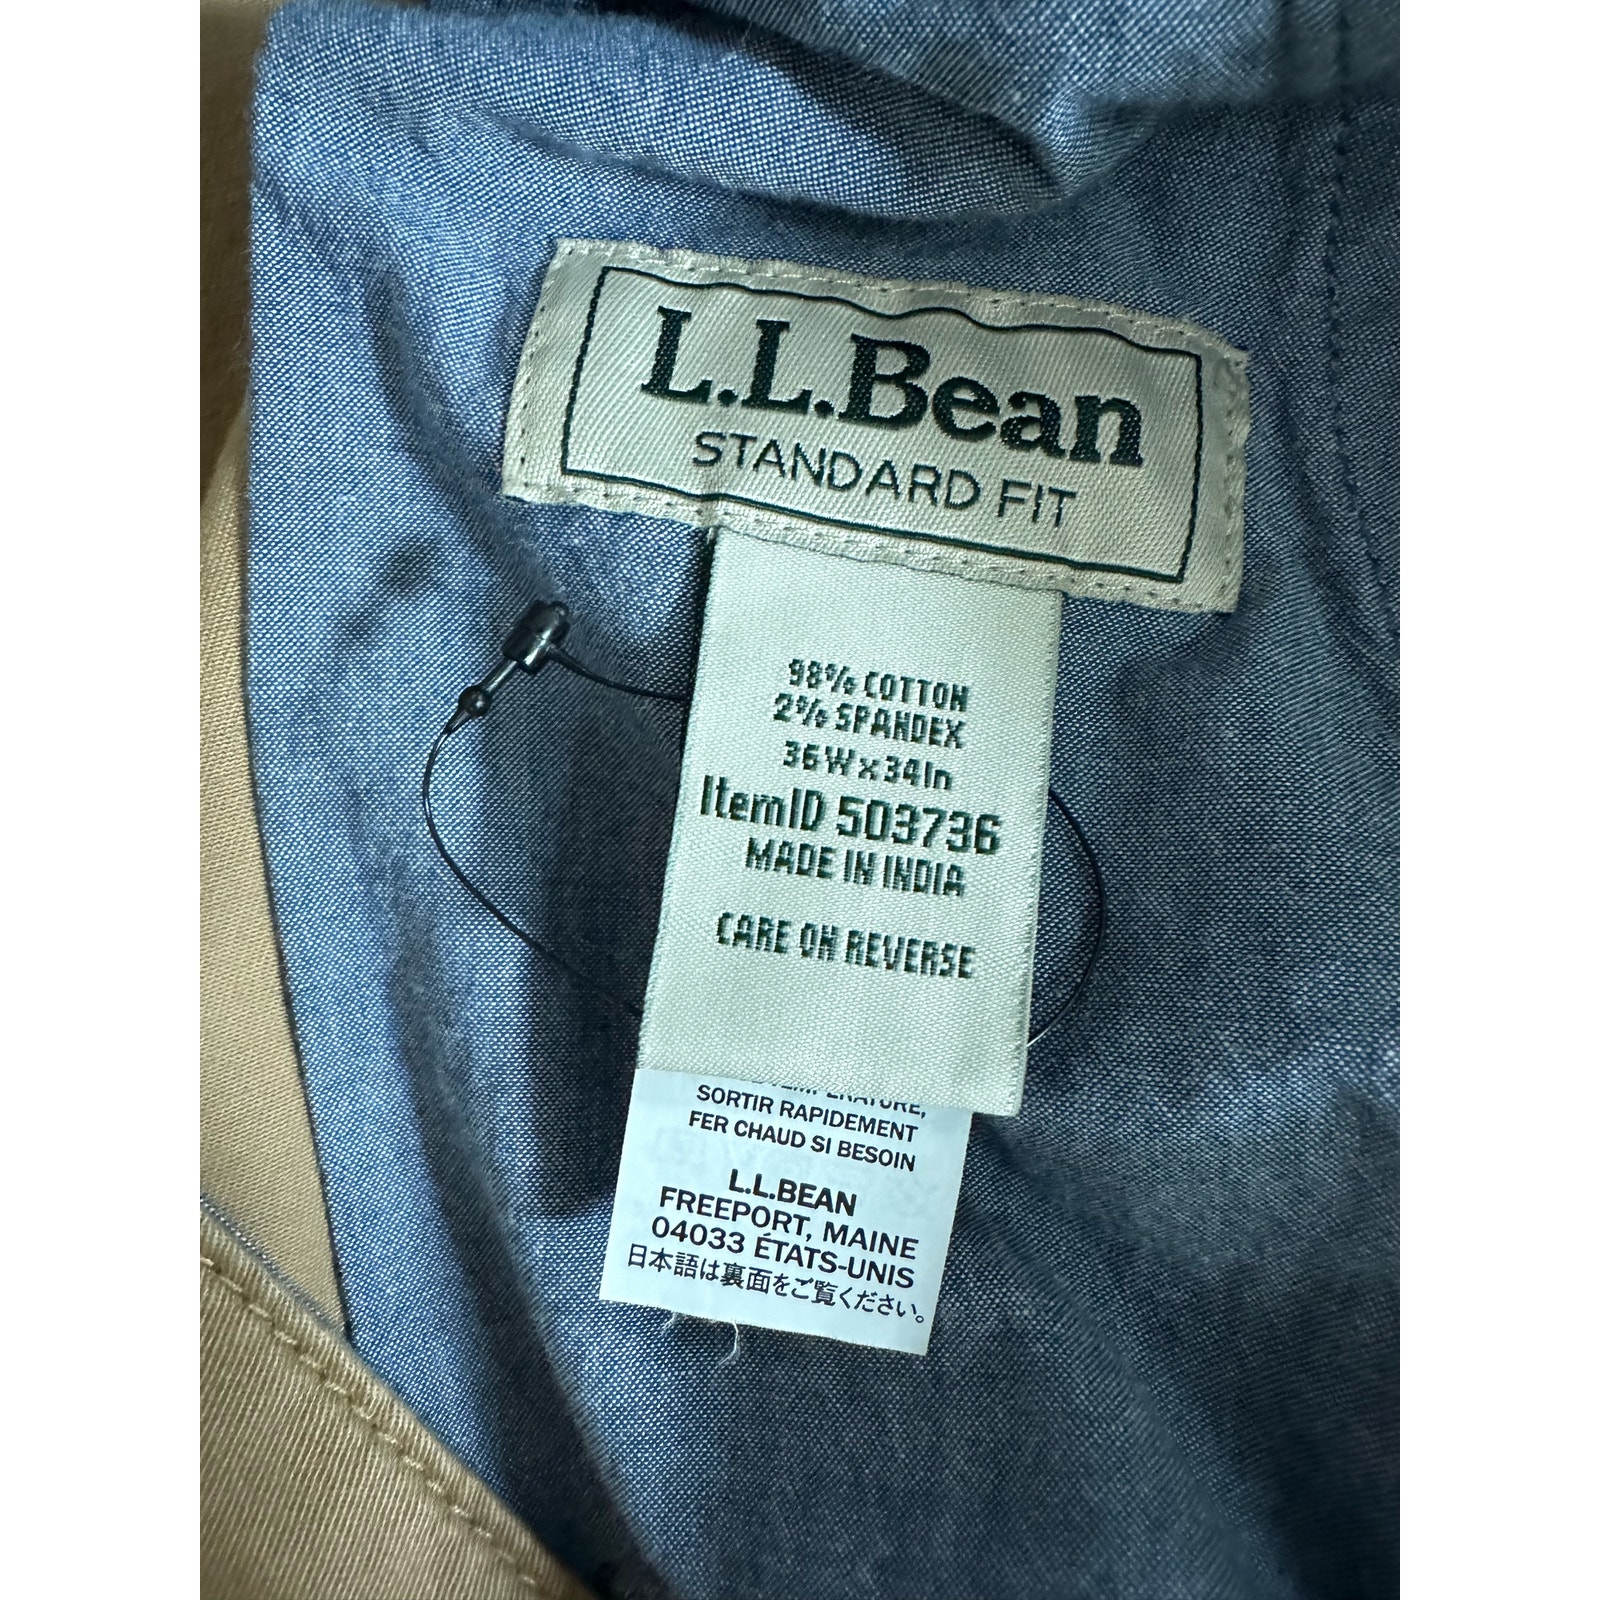 L.L.Bean
STANDARD FIT
98% COTTON
2% SPANDEX
36W x 34In
ItemID 503736
MADE IN INDIA
CARE ON REVERSE
SORTIR RAPIDEMENT
FER CHAUD SI BESOIN
L.L.BEAN
FREEPORT, MAINE
04033 ÉTATS-UNIS
日本語は裏面をご覧ください。